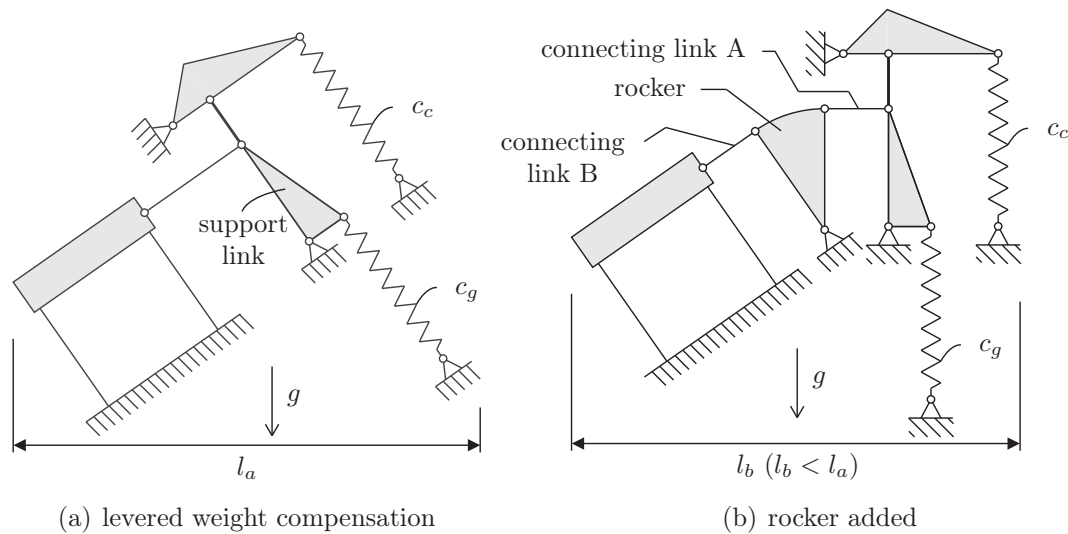 c_c
support
link
c_g
g
l_a
(a) levered weight compensation
connecting link A
rocker
connecting
link B
c_c
c_g
g
l_b (l_b < l_a)
(b) rocker added